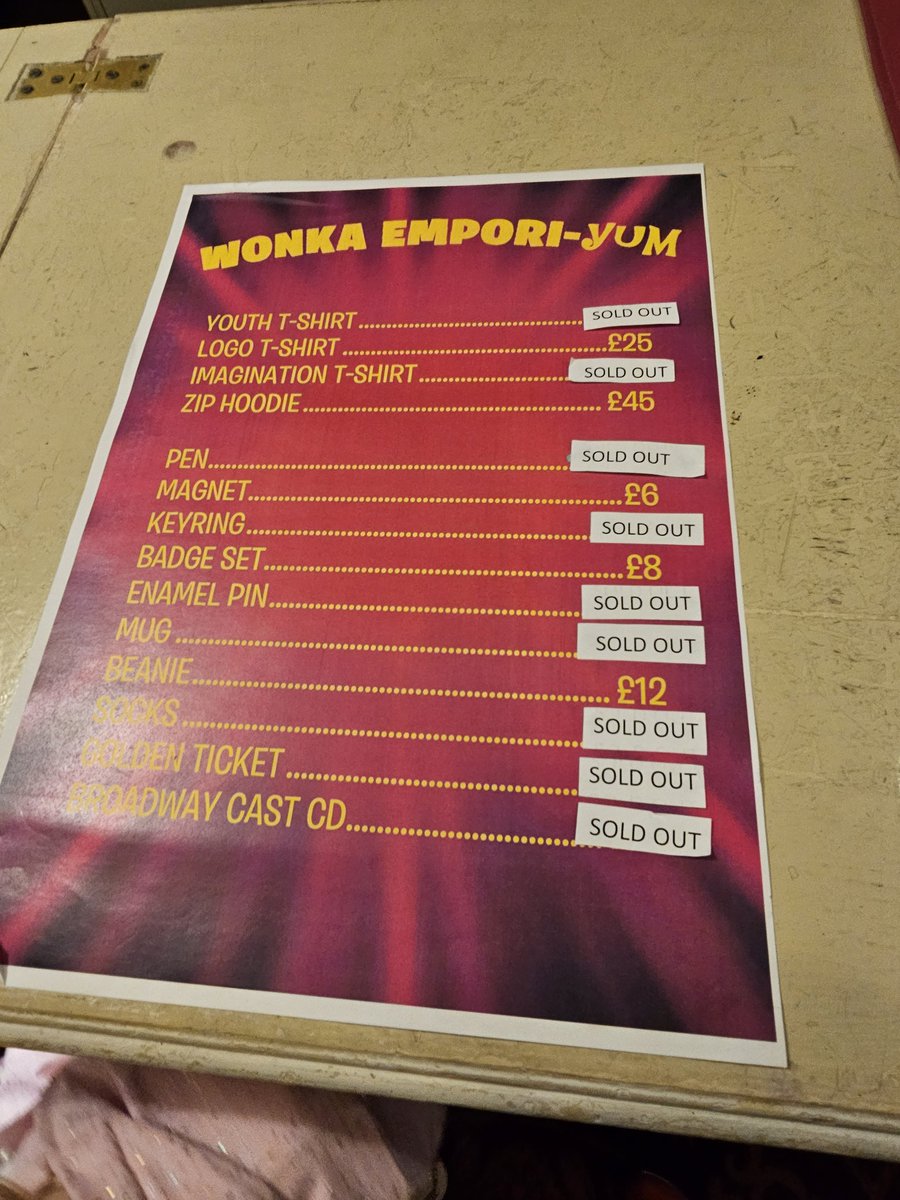 WONKA EMPORI-YUM
YOUTH T-SHIRT........................................SOLD OUT
LOGO T-SHIRT........................................£25
IMAGINATION T-SHIRT........................................SOLD OUT
ZIP HOODIE........................................£45
PEN........................................SOLD OUT
MAGNET........................................£6
KEYRING........................................SOLD OUT
BADGE SET........................................£8
ENAMEL PIN........................................SOLD OUT
MUG........................................SOLD OUT
BEANIE........................................£12
SOCKS........................................SOLD OUT
GOLDEN TICKET........................................SOLD OUT
BROADWAY CAST CD........................................SOLD OUT